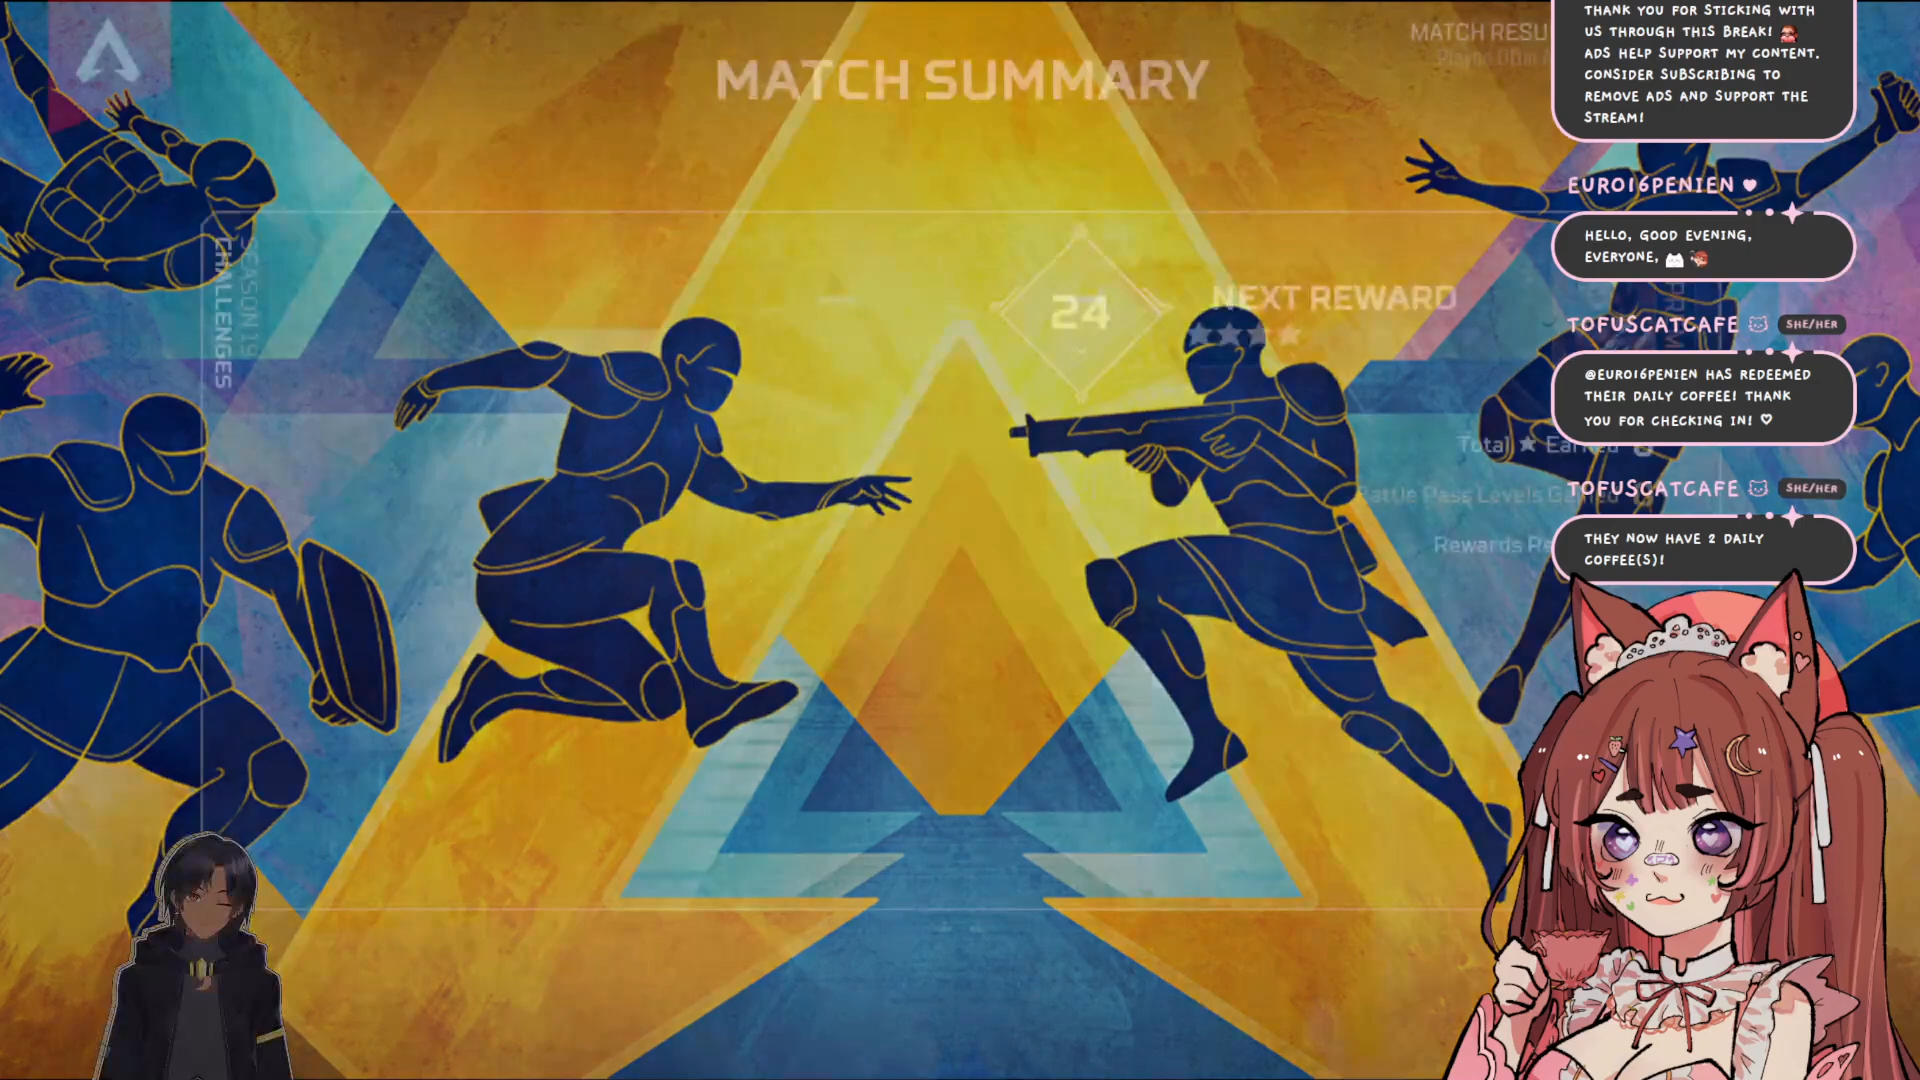 MATCH SUMMARY
MATCH RESU
SEASON 19
CHALLENGES
24
NEXT REWARD
Total ★ Earned
Battle Pass Levels
Rewards
THANK YOU FOR STICKING WITH
US THROUGH THIS BREAK!
ADS HELP SUPPORT MY CONTENT.
CONSIDER SUBSCRIBING TO
REMOVE ADS AND SUPPORT THE
STREAM!
EURO16PENIEN
HELLO, GOOD EVENING,
EVERYONE,
TOFUSCATCAFE SHE/HER
@EURO16PENIEN HAS REDEEMED
THEIR DAILY COFFEE! THANK
YOU FOR CHECKING IN! ♡
TOFUSCATCAFE SHE/HER
THEY NOW HAVE 2 DAILY
COFFEE(S)!